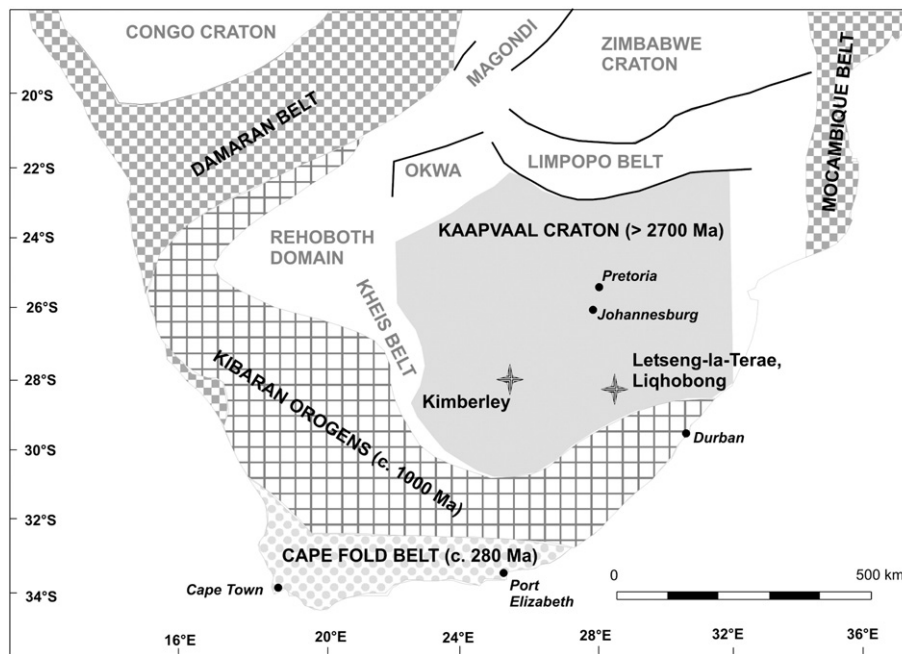 CONGO CRATON
MAGONDI
ZIMBABWE
CRATON
MOCAMBIQUE BELT
DAMARAN BELT
LIMPOPO BELT
OKWA
KAAPVAAL CRATON (> 2700 Ma)
REHOBOTH
DOMAIN
KHEIS BELT
Pretoria
Johannesburg
Letseng-la-Terae,
Liqhobong
Kimberley
KIBARAN OROGENS (c. 1000 Ma)
Durban
CAPE FOLD BELT (c. 280 Ma)
Cape Town
Port
Elizabeth
0 500 km
20°S
22°S
24°S
26°S
28°S
30°S
32°S
34°S
16°E 20°E 24°E 28°E 32°E 36°E